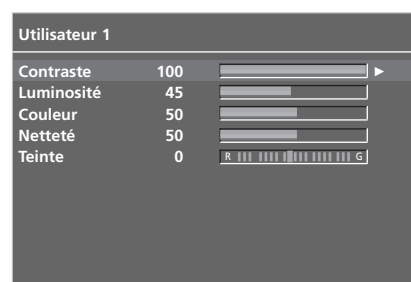 Utilisateur 1
Contraste 100
Luminosité 45
Couleur 50
Netteté 50
Teinte 0 R G